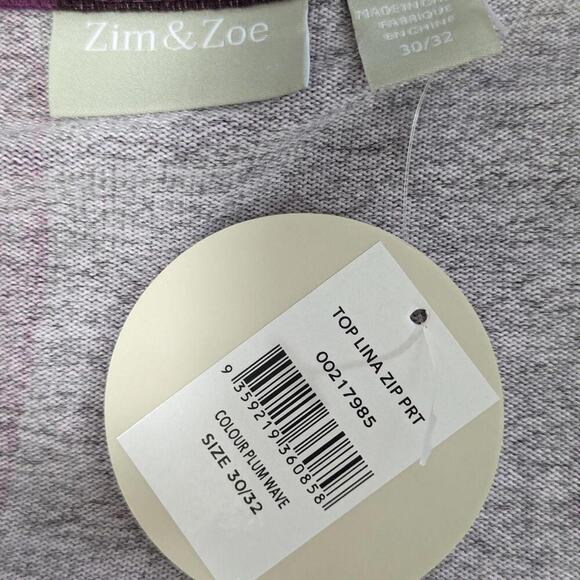 Zim & Zoe
MADE IN CHINA
FABRIQUE
EN CHINE
30/32
TOP LINA ZIP PRT
00217985
9 359219 360858
COLOUR PLUM WAVE
SIZE 30/32